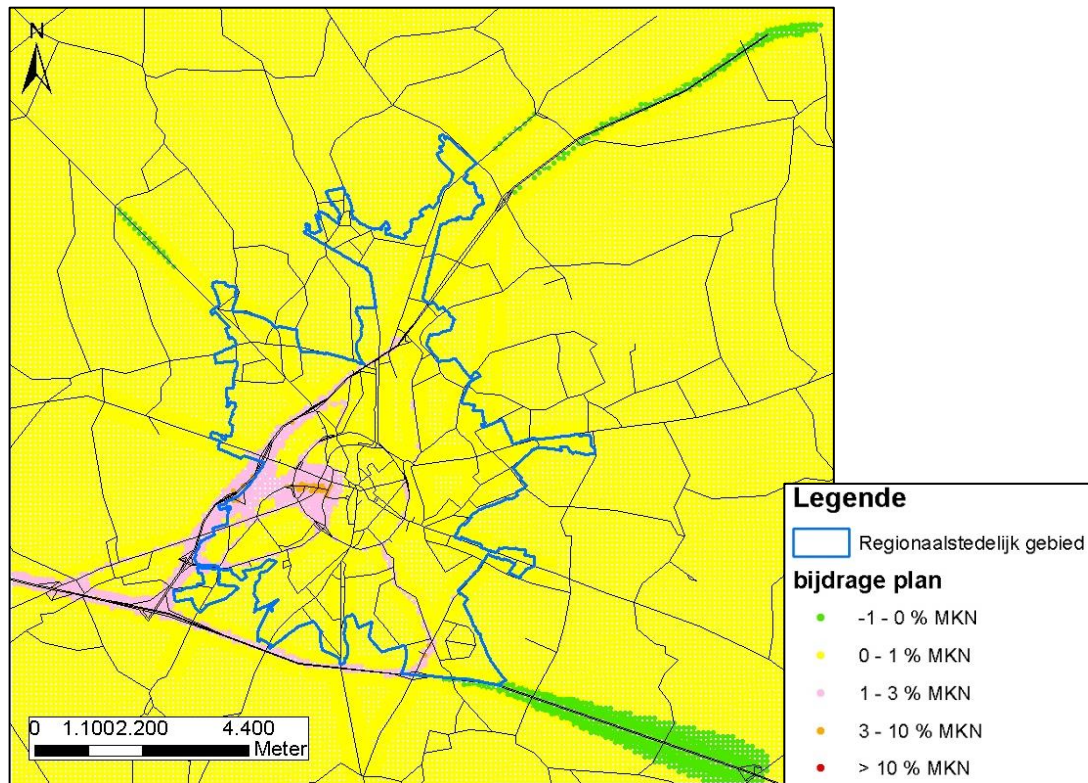 N
Legende
Regionaalstedelijk gebied
bijdrage plan
-1 - 0 % MKN
0 - 1 % MKN
1 - 3 % MKN
3 - 10 % MKN
> 10 % MKN
0 1.1002.200 4.400
Meter